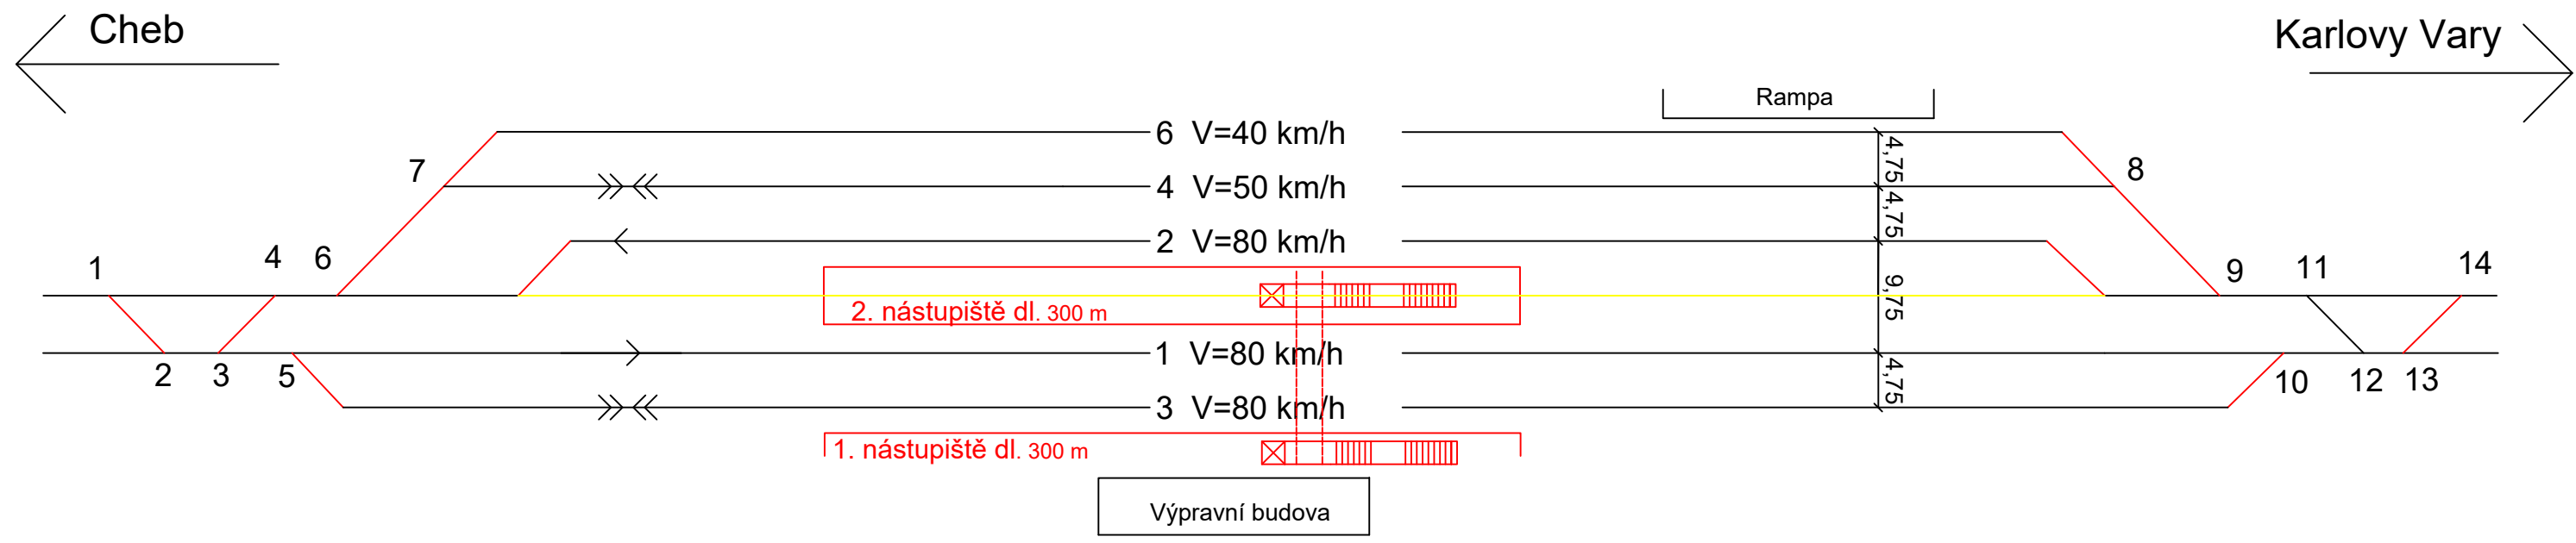 Cheb
Karlovy Vary
Rampa
6 V=40 km/h
4,75
7
4 V=50 km/h
8
4,75
2 V=80 km/h
1
4
6
9
11
14
9,75
2. nástupiště dl. 300 m
1 V=80 km/h
2
3
5
10
12
13
4,75
3 V=80 km/h
1. nástupiště dl. 300 m
Výpravní budova